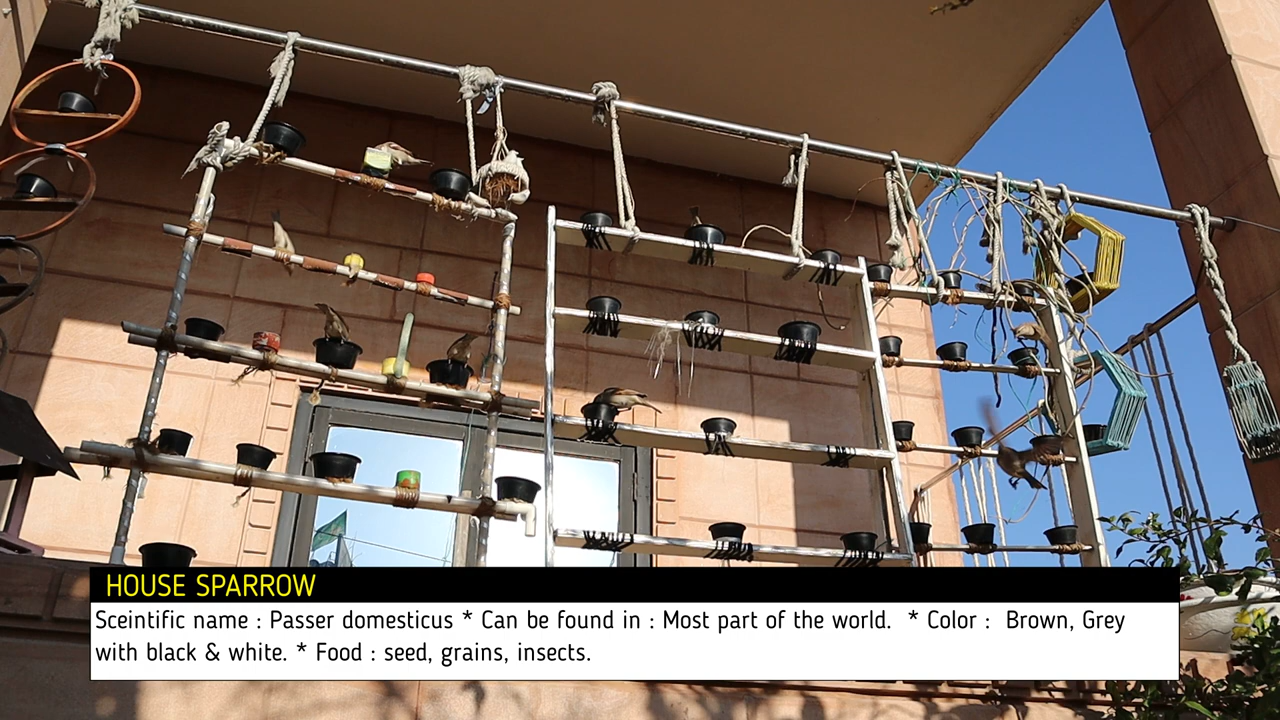 HOUSE SPARROW
Sceintific name : Passer domesticus * Can be found in : Most part of the world.  * Color :  Brown, Grey
with black & white. * Food : seed, grains, insects.